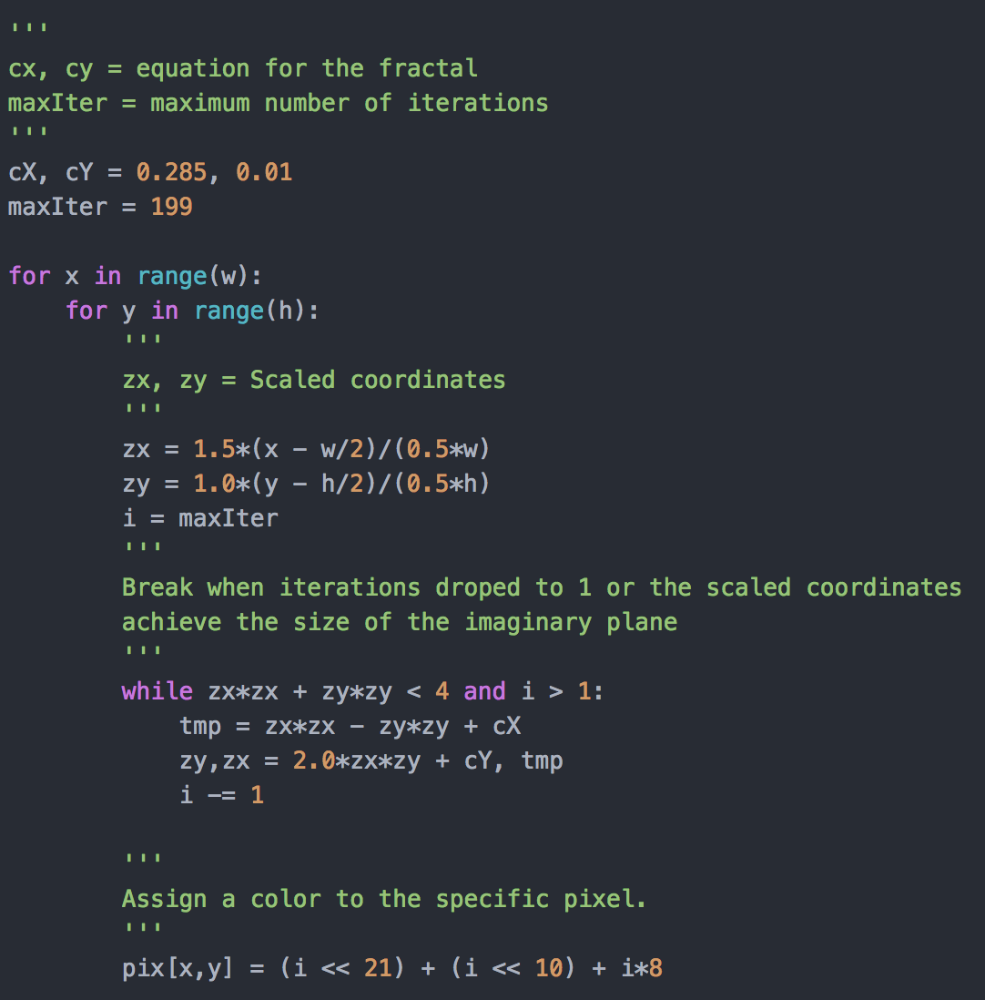 '''
cx, cy = equation for the fractal
maxIter = maximum number of iterations
'''
cX, cY = 0.285, 0.01
maxIter = 199

for x in range(w):
    for y in range(h):
        '''
        zx, zy = Scaled coordinates
        '''
        zx = 1.5*(x - w/2)/(0.5*w)
        zy = 1.0*(y - h/2)/(0.5*h)
        i = maxIter
        '''
        Break when iterations droped to 1 or the scaled coordinates
        achieve the size of the imaginary plane
        '''
        while zx*zx + zy*zy < 4 and i > 1:
            tmp = zx*zx - zy*zy + cX
            zy,zx = 2.0*zx*zy + cY, tmp
            i -= 1

        '''
        Assign a color to the specific pixel.
        '''
        pix[x,y] = (i << 21) + (i << 10) + i*8